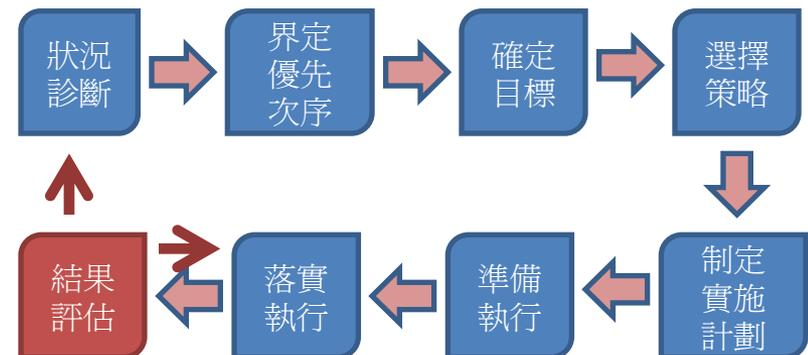 狀況
診斷
界定
優先
次序
確定
目標
選擇
策略
制定
實施
計劃
準備
執行
落實
執行
結果
評估